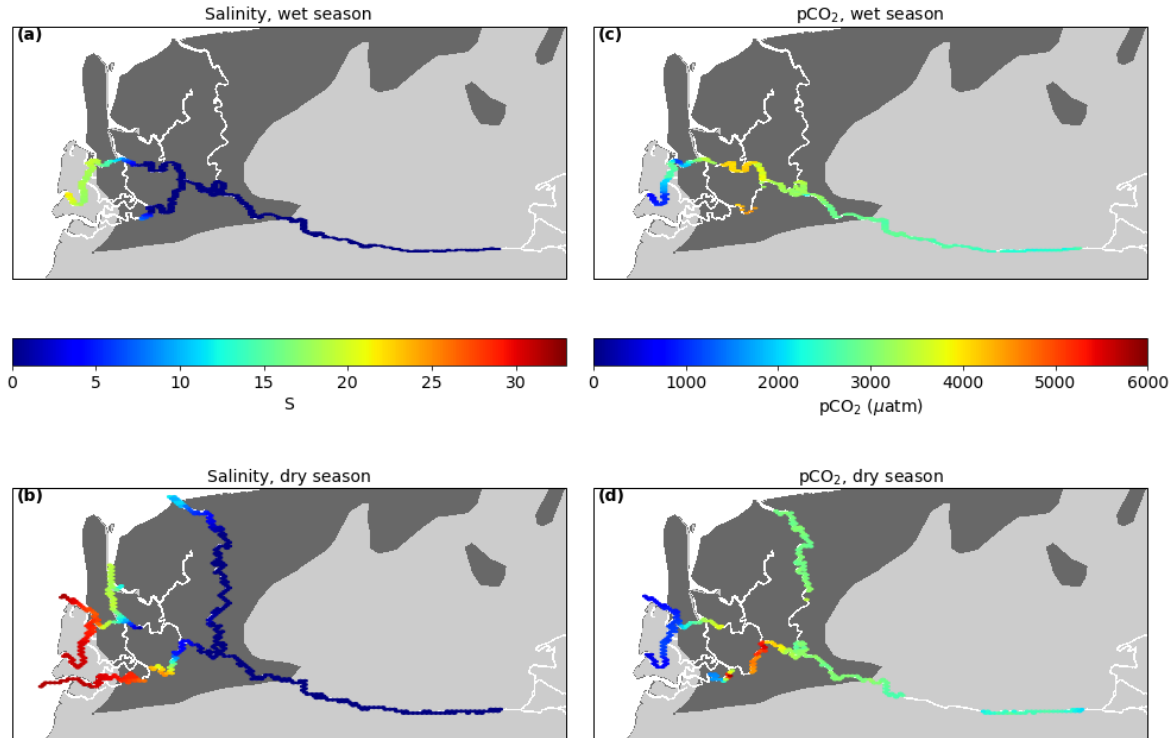 Salinity, wet season
(a)
pCO₂, wet season
(c)
0 5 10 15 20 25 30
S
0 1000 2000 3000 4000 5000 6000
pCO₂ (μatm)
Salinity, dry season
(b)
pCO₂, dry season
(d)